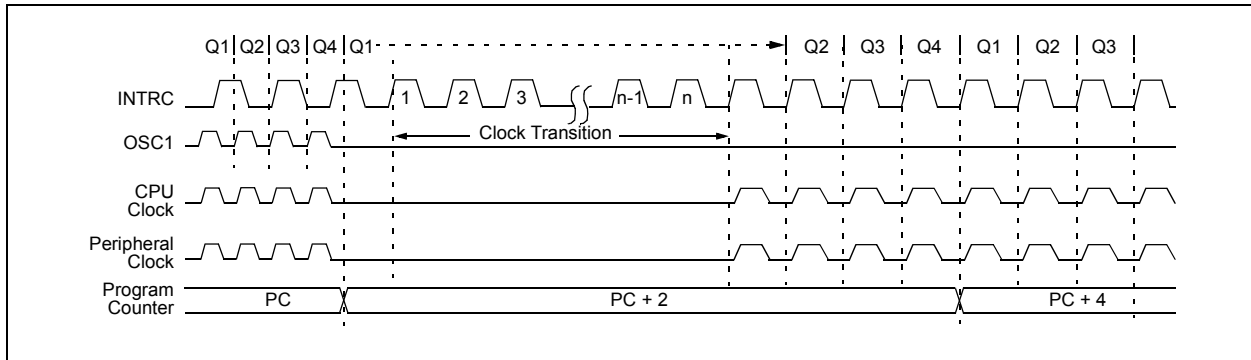 Q1 Q2 Q3 Q4 Q1 Q2 Q3 Q4 Q1 Q2 Q3
INTRC
1 2 3 n-1 n
Clock Transition
OSC1
CPU
Clock
Peripheral
Clock
Program
Counter
PC PC + 2 PC + 4